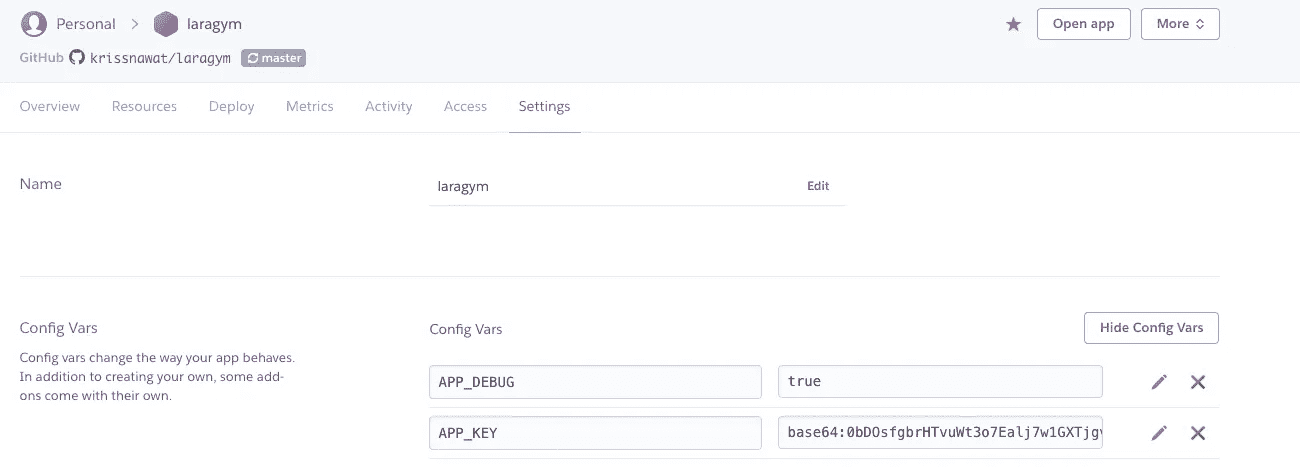 Personal > laragym
Open app
More
GitHub krissnawat/laragym master
Overview Resources Deploy Metrics Activity Access Settings
Name
laragym
Edit
Config Vars
Config vars change the way your app behaves.
In addition to creating your own, some add-
ons come with their own.
Config Vars
Hide Config Vars
APP_DEBUG
true
APP_KEY
base64:0bDOsfgbrHTvuWt3o7Ealj7w1GXTjgv